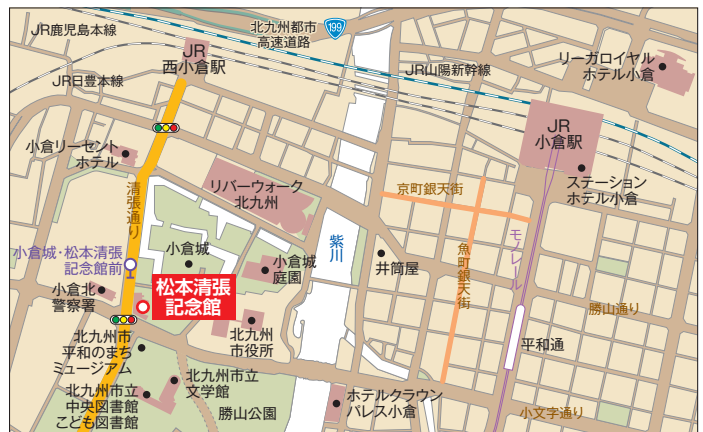 JR鹿児島本線
北九州都市
高速道路
199
JR
西小倉駅
JR日豊本線
JR山陽新幹線
リーガロイヤル
ホテル小倉
JR
小倉駅
小倉リーセント
ホテル
清張通り
リバーウォーク
北九州
京町銀天街
ステーション
ホテル小倉
小倉城・松本清張
記念館前
小倉城
小倉城
庭園
紫川
井筒屋
魚町銀天街
モノレール
小倉北
警察署
松本清張
記念館
勝山通り
北九州
市役所
平和通
北九州市
平和のまち
ミュージアム
北九州市立
文学館
北九州市立
中央図書館
こども図書館
勝山公園
ホテルクラウン
パレス小倉
小文字通り